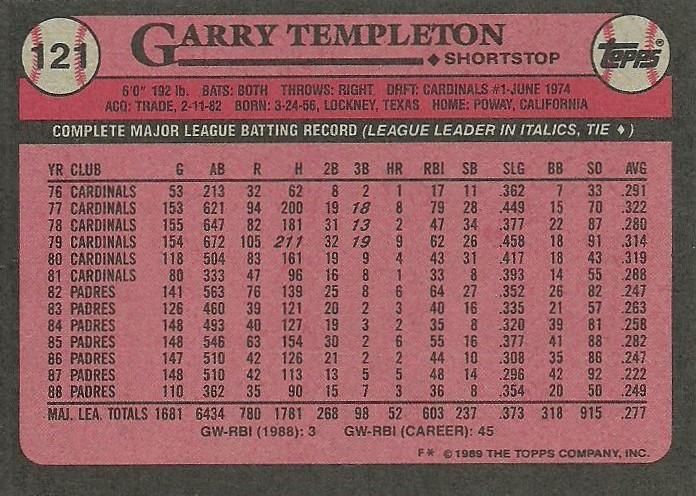 121
GARRY TEMPLETON
♦ SHORTSTOP
TOPPS®
6'0" 192 lb. BATS: BOTH THROWS: RIGHT DRFT: CARDINALS #1-JUNE 1974
ACQ: TRADE, 2-11-82 BORN: 3-24-56, LOCKNEY, TEXAS HOME: POWAY, CALIFORNIA
COMPLETE MAJOR LEAGUE BATTING RECORD (LEAGUE LEADER IN ITALICS, TIE ♦)
YR CLUB G AB R H 2B 3B HR RBI SB SLG BB SO AVG
76 CARDINALS 53 213 32 62 8 2 1 17 11 .362 7 33 .291
77 CARDINALS 153 621 94 200 19 18 8 79 28 .449 15 70 .322
78 CARDINALS 155 647 82 181 31 13 2 47 34 .377 22 87 .280
79 CARDINALS 154 672 105 211 32 19 9 62 26 .458 18 91 .314
80 CARDINALS 118 504 83 161 19 9 4 43 31 .417 18 43 .319
81 CARDINALS 80 333 47 96 16 8 1 33 8 .393 14 55 .288
82 PADRES 141 563 76 139 25 8 6 64 27 .352 26 82 .247
83 PADRES 126 460 39 121 20 2 3 40 16 .335 21 57 .263
84 PADRES 148 493 40 127 19 3 2 35 8 .320 39 81 .258
85 PADRES 148 546 63 154 30 2 6 55 16 .377 41 88 .282
86 PADRES 147 510 42 126 21 2 2 44 10 .308 35 86 .247
87 PADRES 148 510 42 113 13 5 5 48 14 .296 42 92 .222
88 PADRES 110 362 35 90 15 7 3 36 8 .354 20 50 .249
MAJ. LEA. TOTALS 1681 6434 780 1781 268 98 52 603 237 .373 318 915 .277
GW-RBI (1988): 3 GW-RBI (CAREER): 45
F* © 1989 THE TOPPS COMPANY, INC.